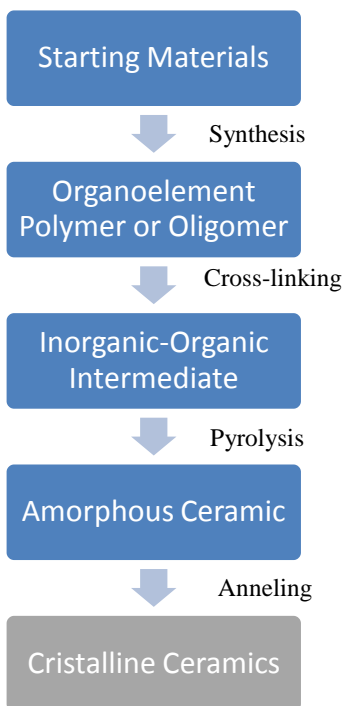 Starting Materials
Synthesis
Organoelement
Polymer or Oligomer
Cross-linking
Inorganic-Organic
Intermediate
Pyrolysis
Amorphous Ceramic
Anneling
Cristalline Ceramics